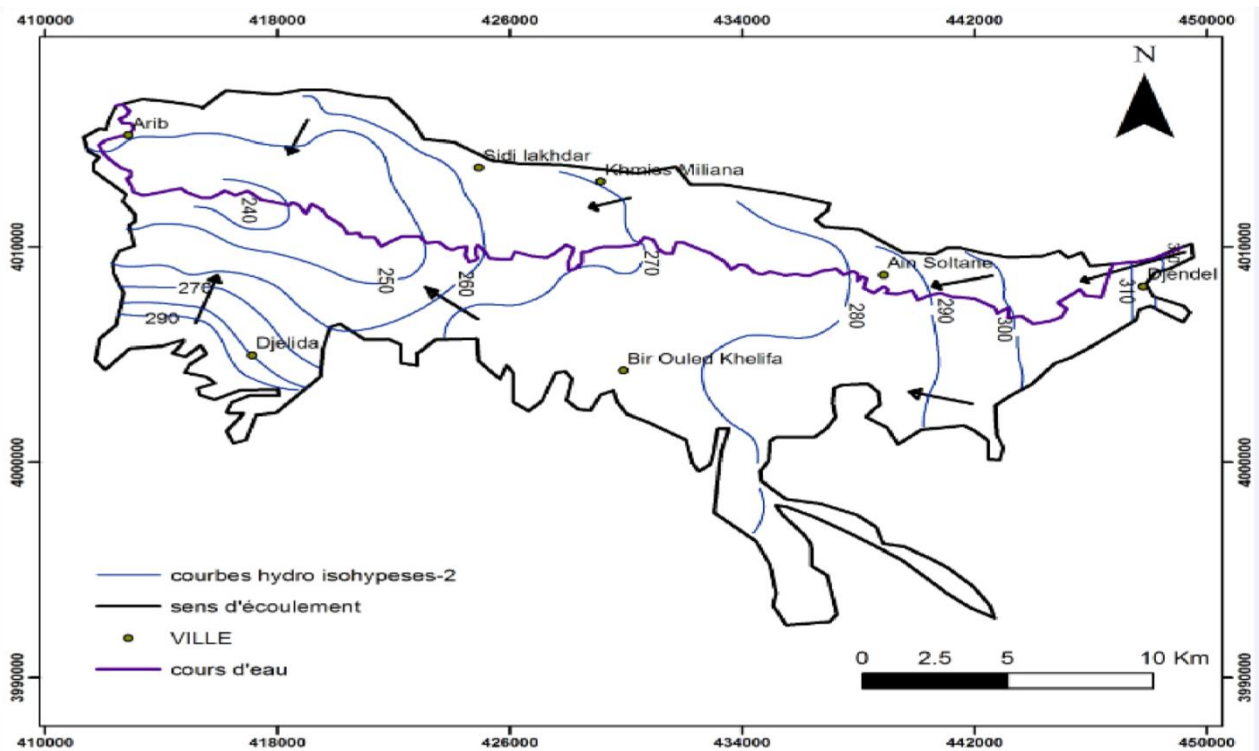 410000 418000 426000 434000 442000 450000
N
Arib
Sidi lakhdar
Khmiss Miliana
240
4010000 4010000
270
Ain Soltane
Djendel
250
260
276
280
290
300
310
290
Djelida
Bir Ouled Khelifa
4000000 4000000
courbes hydro isohypeses-2
sens d'écoulement
VILLE
cours d'eau
0 2.5 5 10 Km
3990000 3990000
410000 418000 426000 434000 442000 450000